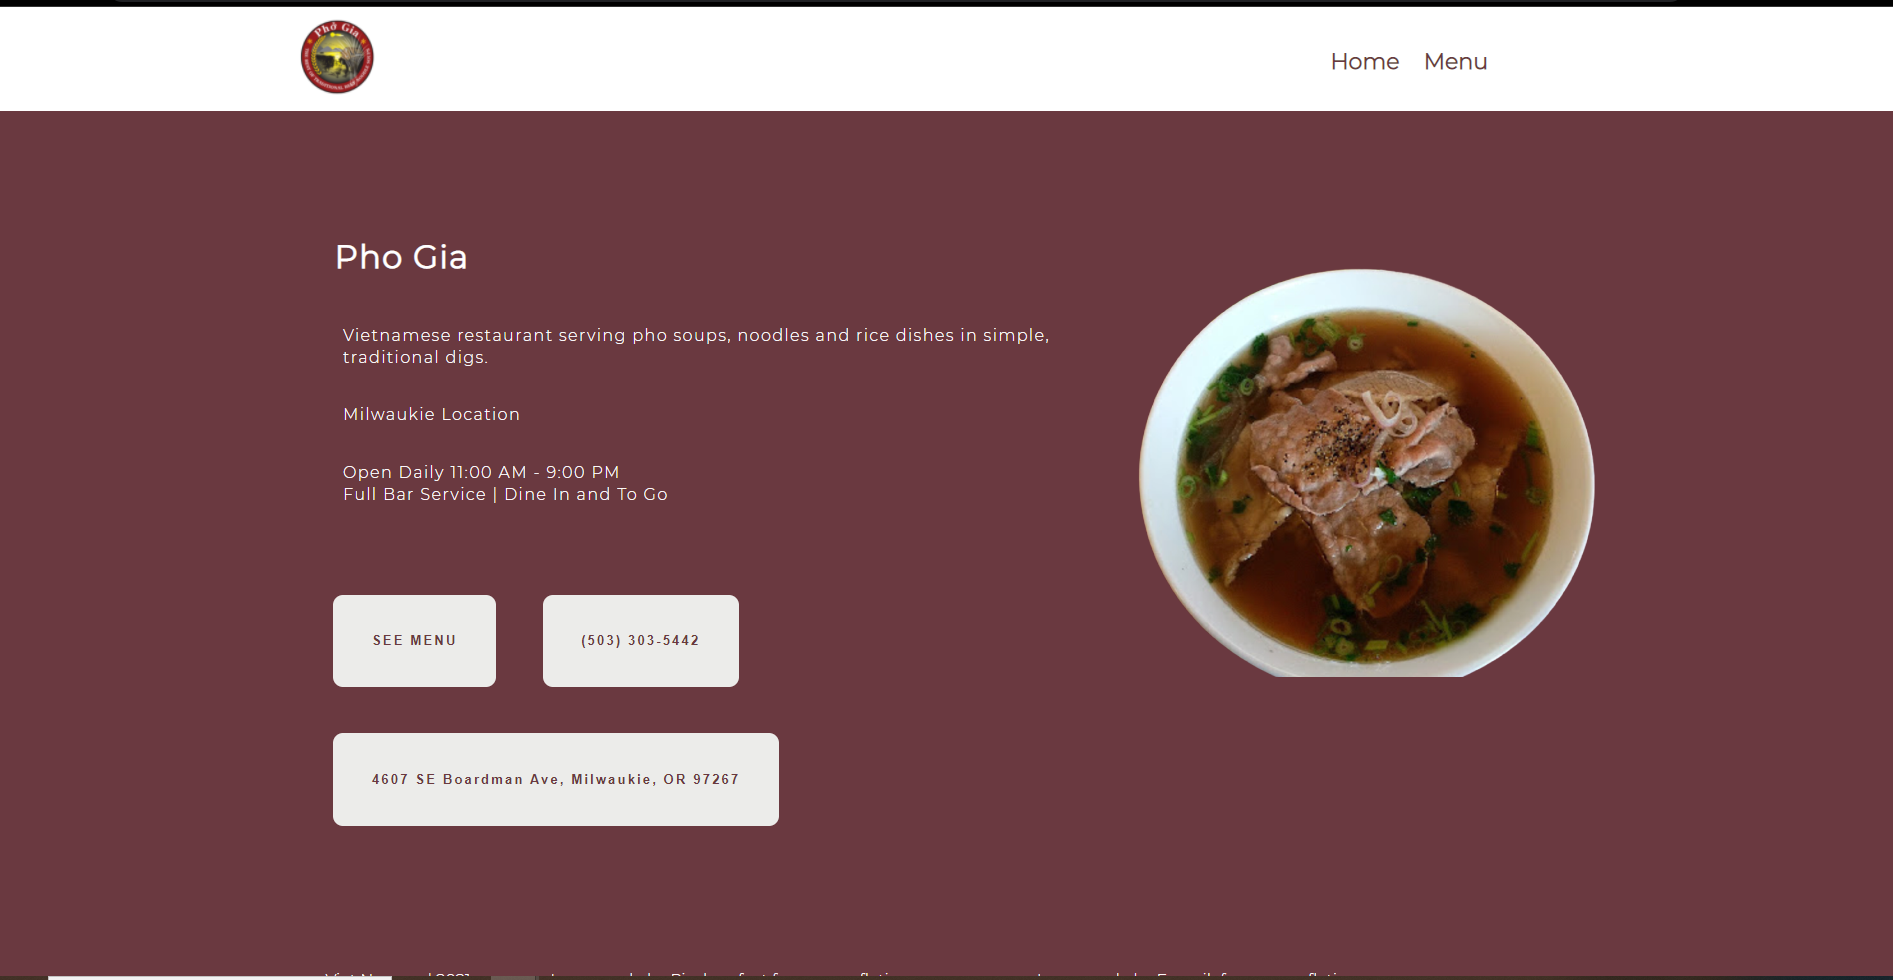 Phở Gia
Home Menu
Pho Gia
Vietnamese restaurant serving pho soups, noodles and rice dishes in simple,
traditional digs.
Milwaukie Location
Open Daily 11:00 AM - 9:00 PM
Full Bar Service | Dine In and To Go
SEE MENU
(503) 303-5442
4607 SE Boardman Ave, Milwaukie, OR 97267